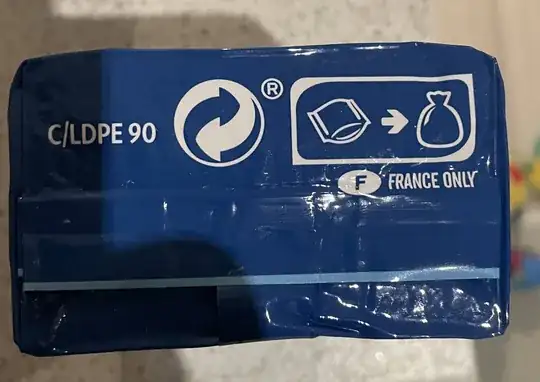 C/LDPE 90
®
F FRANCE ONLY